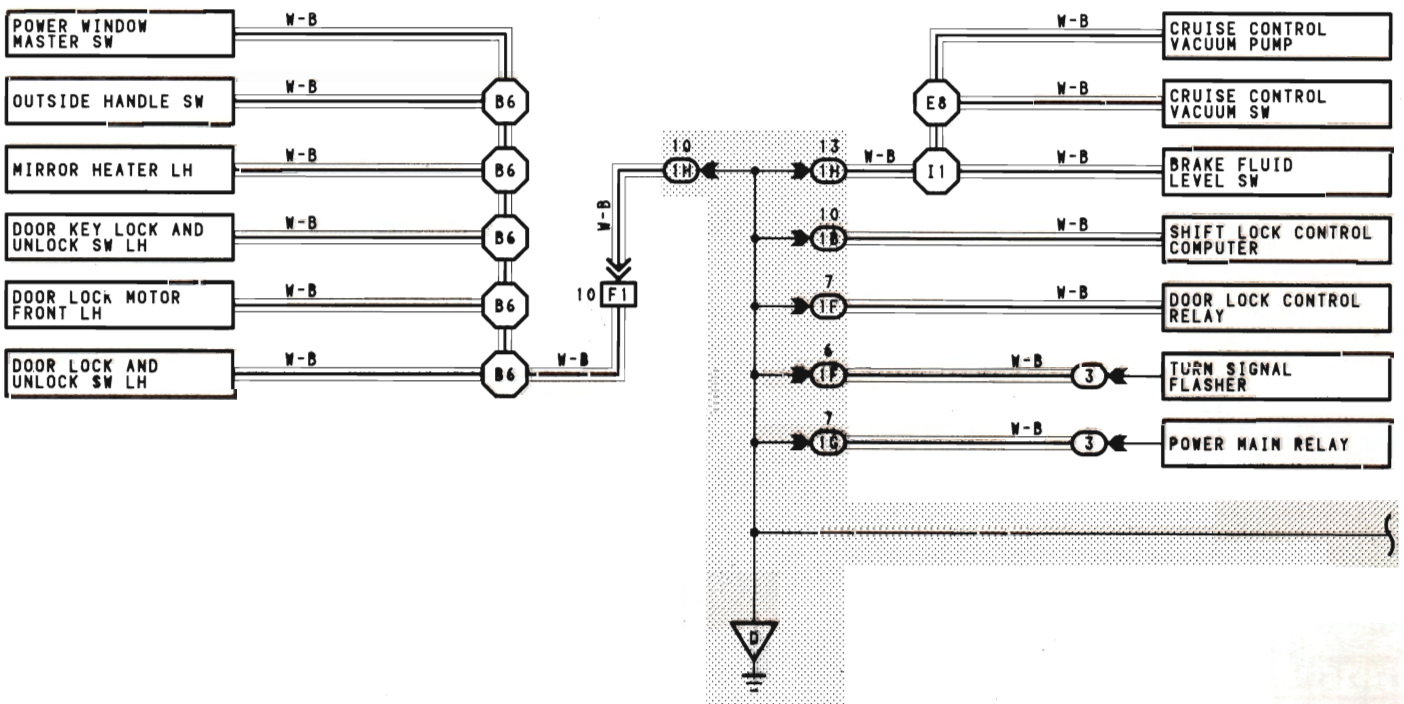 POWER WINDOW
MASTER SW
W-B
OUTSIDE HANDLE SW
W-B
B6
MIRROR HEATER LH
W-B
B6
DOOR KEY LOCK AND
UNLOCK SW LH
W-B
B6
DOOR LOCK MOTOR
FRONT LH
W-B
B6
DOOR LOCK AND
UNLOCK SW LH
W-B
B6
W-B
10 F1
W-B
10
1H
13
1H
W-B
I1
E8
W-B
CRUISE CONTROL
VACUUM PUMP
W-B
CRUISE CONTROL
VACUUM SW
W-B
BRAKE FLUID
LEVEL SW
10
1B
W-B
SHIFT LOCK CONTROL
COMPUTER
7
1F
W-B
DOOR LOCK CONTROL
RELAY
6
1F
W-B
3
TURN SIGNAL
FLASHER
7
1G
W-B
3
POWER MAIN RELAY
D